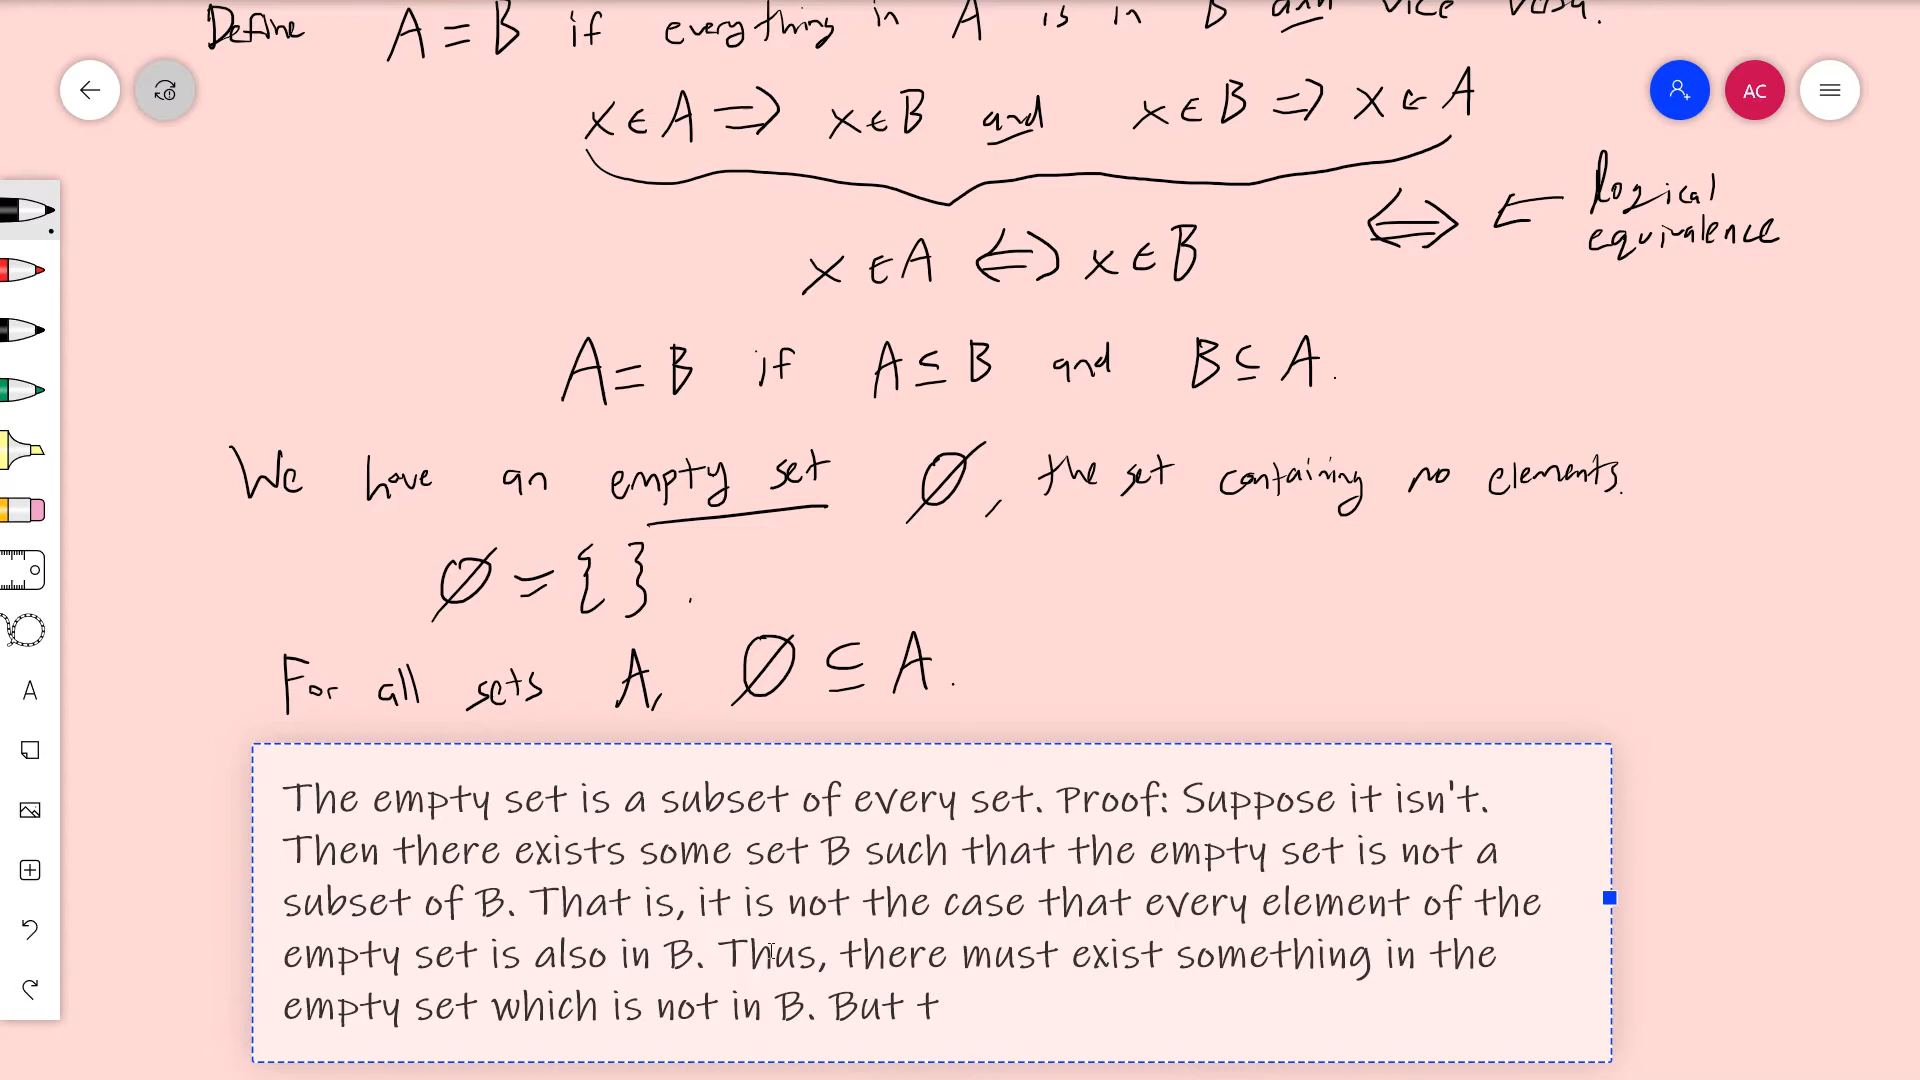 Define A = B if everything in A is in B and vice versa.
AC
x ∈ A ⟹ x ∈ B and x ∈ B ⟹ x ∈ A
⟺ ← logical
equivalence
x ∈ A ⟺ x ∈ B
A = B if A ⊆ B and B ⊆ A.
We have an empty set ∅, the set containing no elements.
∅ = { }.
For all sets A, ∅ ⊆ A.
A
The empty set is a subset of every set. Proof: Suppose it isn't.
Then there exists some set B such that the empty set is not a
subset of B. That is, it is not the case that every element of the
empty set is also in B. Thus, there must exist something in the
empty set which is not in B. But t